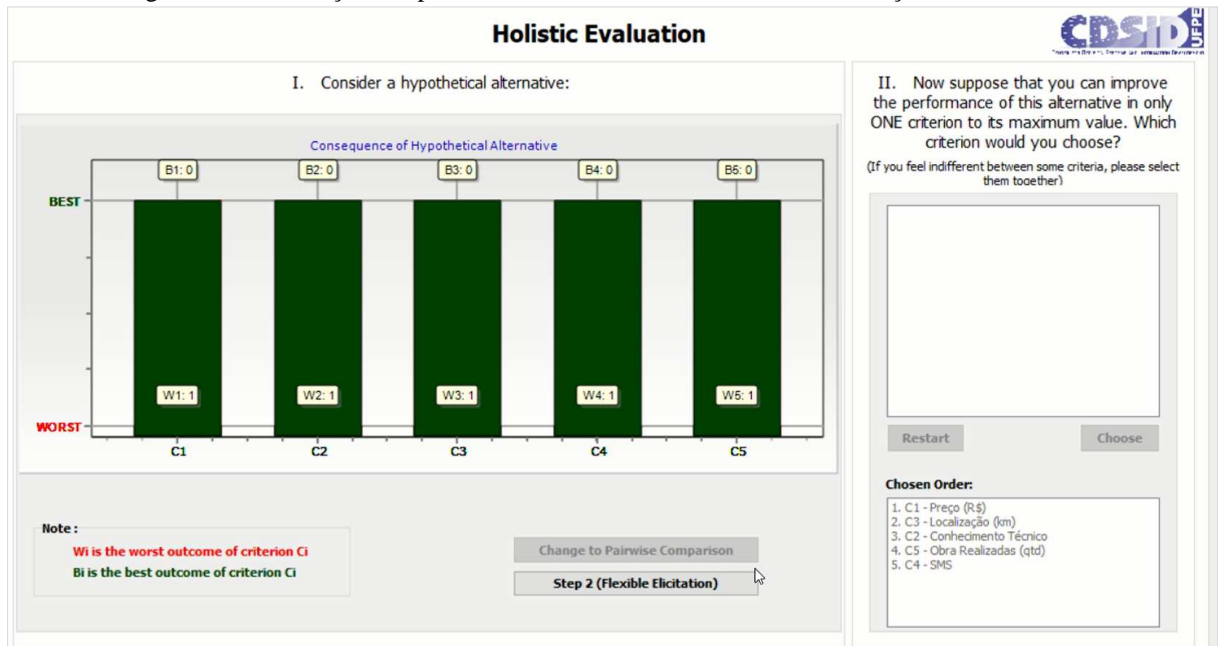 Holistic Evaluation
CDSID
UFPE
I. Consider a hypothetical alternative:
Consequence of Hypothetical Alternative
B1: 0 B2: 0 B3: 0 B4: 0 B5: 0
BEST
W1: 1 W2: 1 W3: 1 W4: 1 W5: 1
WORST
C1 C2 C3 C4 C5
Note :
Wi is the worst outcome of criterion Ci
Bi is the best outcome of criterion Ci
Change to Pairwise Comparison
Step 2 (Flexible Elicitation)
II. Now suppose that you can improve
the performance of this alternative in only
ONE criterion to its maximum value. Which
criterion would you choose?
(If you feel indifferent between some criteria, please select
them together)
Restart Choose
Chosen Order:
1. C1 - Preço (R$)
2. C3 - Localização (km)
3. C2 - Conhecimento Técnico
4. C5 - Obra Realizadas (qtd)
5. C4 - SMS